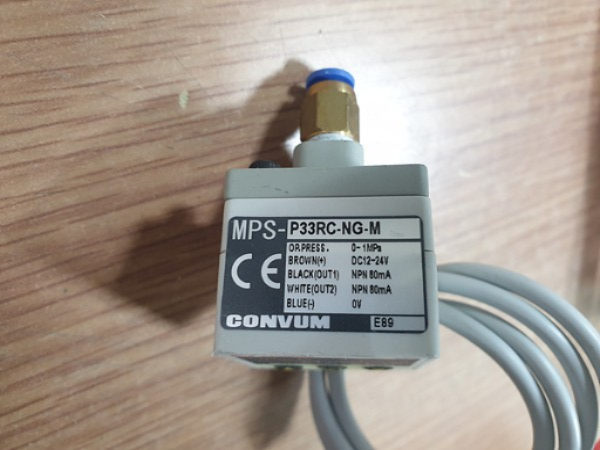 MPS-P33RC-NG-M
OP.PRESS. 0~1MPa
BROWN(+) DC12~24V
BLACK(OUT1) NPN 80mA
WHITE(OUT2) NPN 80mA
BLUE(-) 0V
CE
CONVUM E89